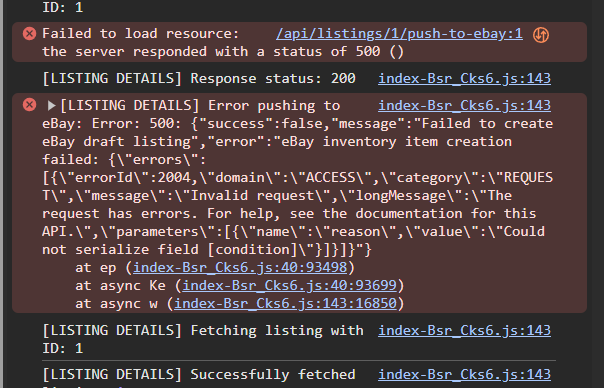 ID: 1
Failed to load resource: /api/listings/1/push-to-ebay:1
the server responded with a status of 500 ()
[LISTING DETAILS] Response status: 200 index-Bsr_Cks6.js:143
[LISTING DETAILS] Error pushing to index-Bsr_Cks6.js:143
eBay: Error: 500: {"success":false,"message":"Failed to create
eBay draft listing","error":"eBay inventory item creation
failed: {\"errors\":
[{\"errorId\":2004,\"domain\":\"ACCESS\",\"category\":\"REQUES
T\",\"message\":\"Invalid request\",\"longMessage\":\"The
request has errors. For help, see the documentation for this
API.\",\"parameters\":[{\"name\":\"reason\",\"value\":\"Could
not serialize field [condition]\"}]}]}"}
at ep (index-Bsr_Cks6.js:40:93498)
at async Ke (index-Bsr_Cks6.js:40:93699)
at async w (index-Bsr_Cks6.js:143:16850)
[LISTING DETAILS] Fetching listing with index-Bsr_Cks6.js:143
ID: 1
[LISTING DETAILS] Successfully fetched index-Bsr_Cks6.js:143